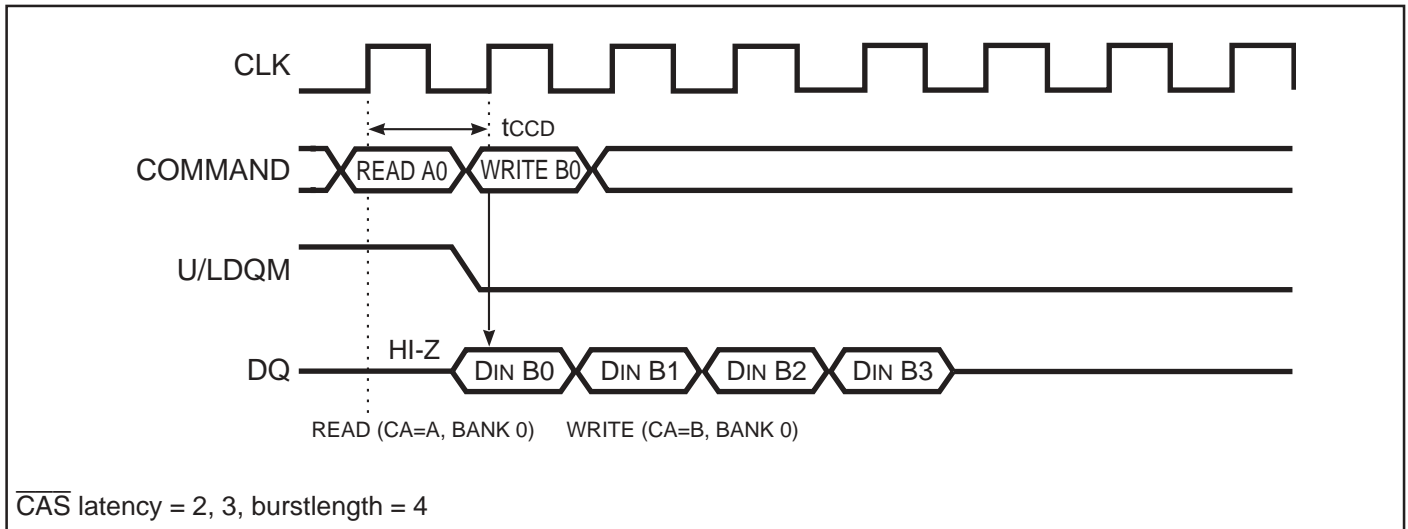 CLK
tCCD
COMMAND READ A0 WRITE B0
U/LDQM
HI-Z
DQ DIN B0 DIN B1 DIN B2 DIN B3
READ (CA=A, BANK 0) WRITE (CA=B, BANK 0)
CAS latency = 2, 3, burstlength = 4